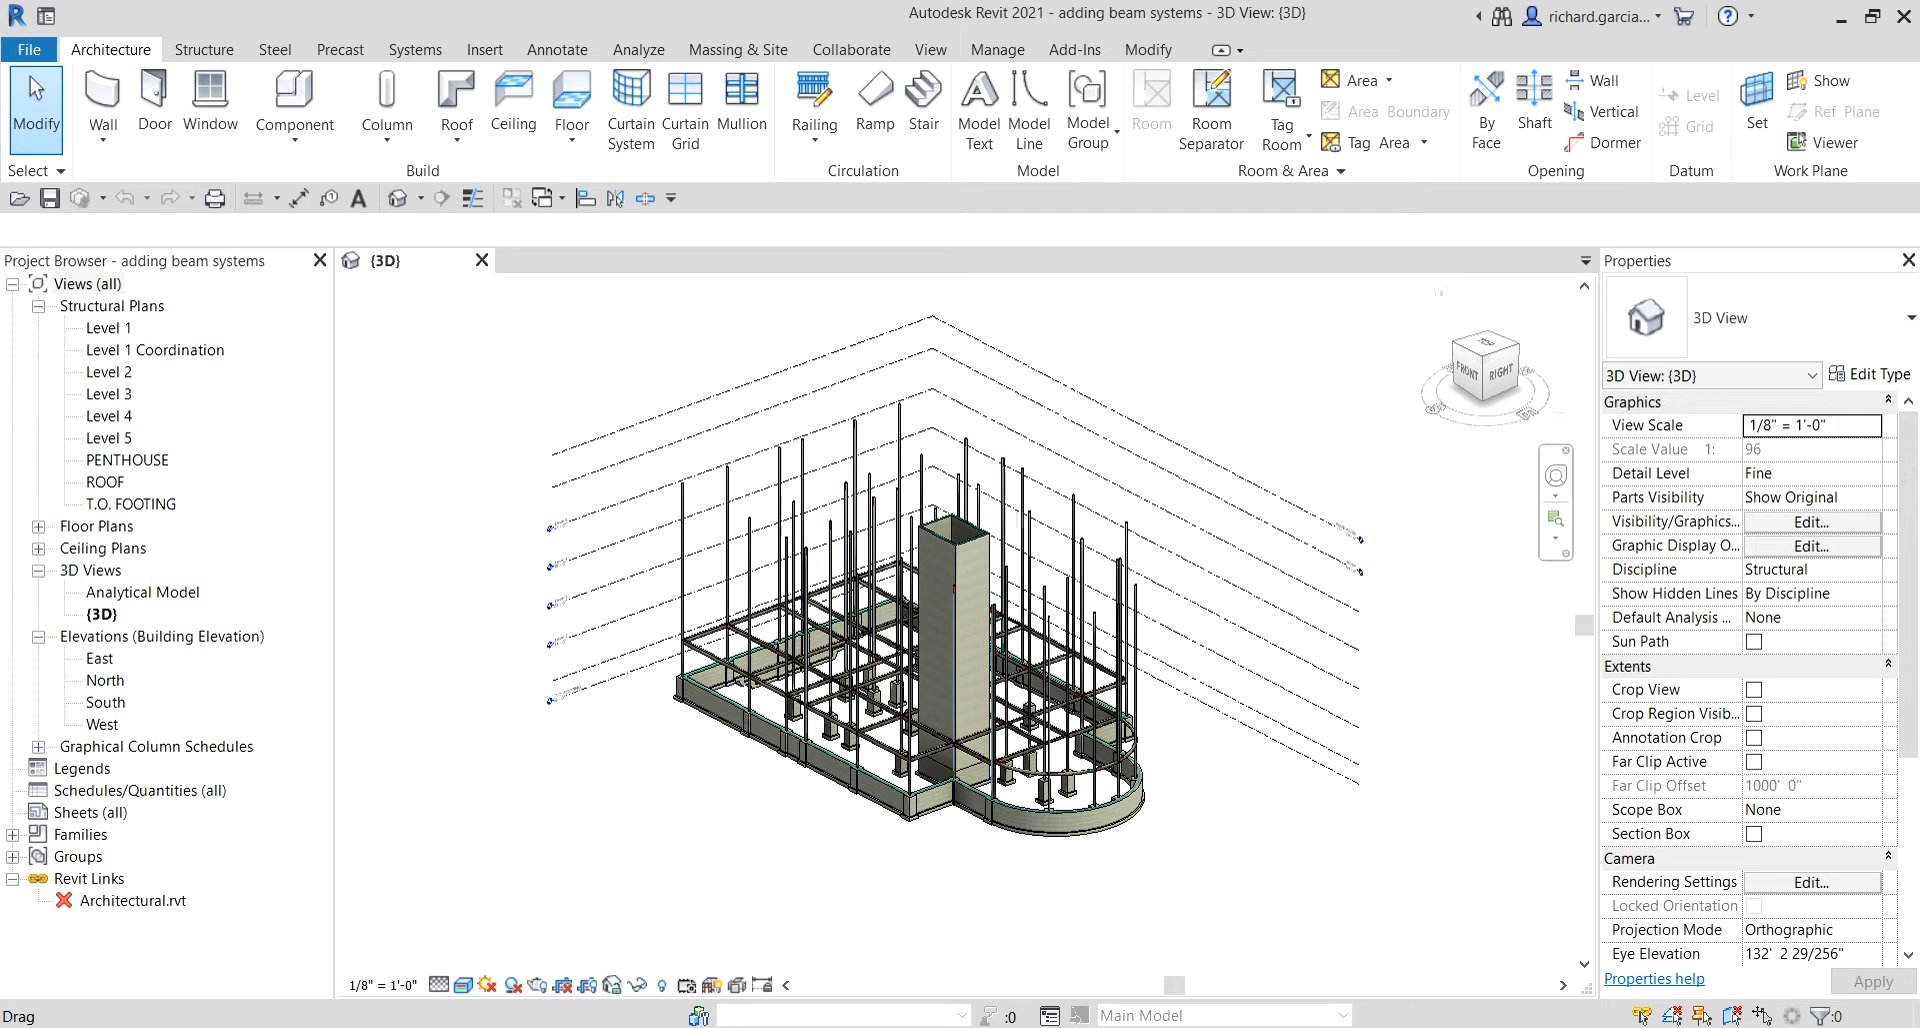 Autodesk Revit 2021 - adding beam systems - 3D View: {3D}
richard.garcia...
File Architecture Structure Steel Precast Systems Insert Annotate Analyze Massing & Site Collaborate View Manage Add-Ins Modify
Modify Wall Door Window Component Column Roof Ceiling Floor Curtain System Curtain Grid Mullion Railing Ramp Stair Model Text Model Line Model Group Room Room Separator Tag Room
Area
Area Boundary
Tag Area
By Face Shaft Wall
Vertical
Dormer
Level
Grid
Set Show
Ref Plane
Viewer
Select Build Circulation Model Room & Area Opening Datum Work Plane
Project Browser - adding beam systems
Views (all)
Structural Plans
Level 1
Level 1 Coordination
Level 2
Level 3
Level 4
Level 5
PENTHOUSE
ROOF
T.O. FOOTING
Floor Plans
Ceiling Plans
3D Views
Analytical Model
{3D}
Elevations (Building Elevation)
East
North
South
West
Graphical Column Schedules
Legends
Schedules/Quantities (all)
Sheets (all)
Families
Groups
Revit Links
Architectural.rvt
{3D}
TOP
FRONT RIGHT
1/8" = 1'-0"
Properties
3D View
3D View: {3D} Edit Type
Graphics
View Scale 1/8" = 1'-0"
Scale Value 1: 96
Detail Level Fine
Parts Visibility Show Original
Visibility/Graphics... Edit...
Graphic Display O... Edit...
Discipline Structural
Show Hidden Lines By Discipline
Default Analysis ... None
Sun Path
Extents
Crop View
Crop Region Visib...
Annotation Crop
Far Clip Active
Far Clip Offset 1000' 0"
Scope Box None
Section Box
Camera
Rendering Settings Edit...
Locked Orientation
Projection Mode Orthographic
Eye Elevation 132' 2 29/256"
Properties help Apply
Drag :0 Main Model :0